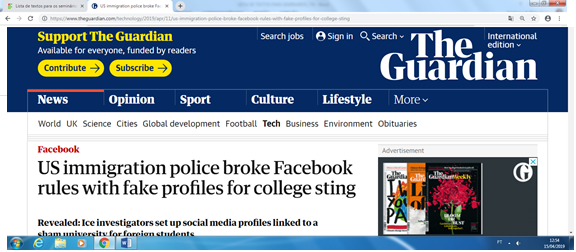 Lista de textos para os seminário
US immigration police broke Fa
https://www.theguardian.com/technology/2019/apr/11/us-immigration-police-broke-facebook-rules-with-fake-profiles-for-college-sting
Support The Guardian
Available for everyone, funded by readers
Contribute →
Subscribe →
Search jobs
Sign in
Search
International
edition
The
Guardian
News
Opinion
Sport
Culture
Lifestyle
More
World UK Science Cities Global development Football Tech Business Environment Obituaries
Facebook
US immigration police broke Facebook
rules with fake profiles for college sting
Revealed: Ice investigators set up social media profiles linked to a
sham university for foreign students
Advertisement
The Guardian Weekly
PT
12:54
15/04/2019